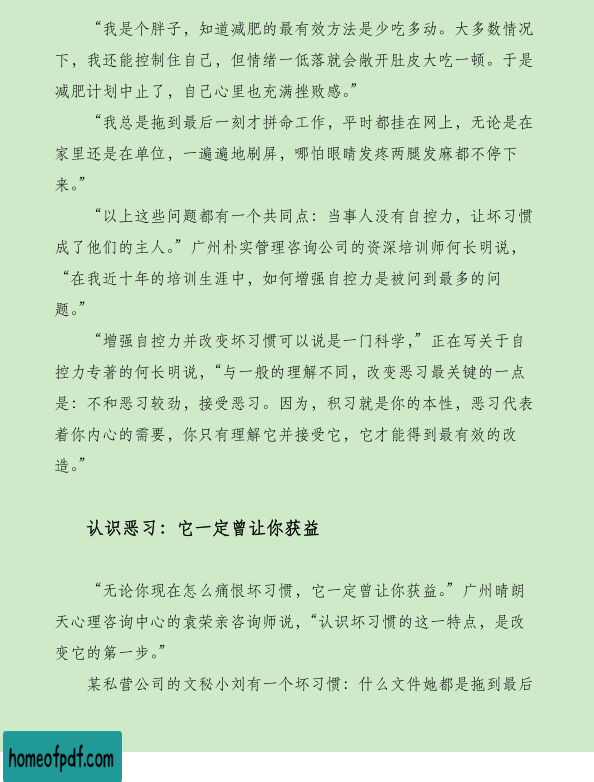 “我是个胖子，知道减肥的最有效方法是少吃多动。大多数情况
下，我还能控制住自己，但情绪一低落就会敞开肚皮大吃一顿。于是
减肥计划中止了，自己心里也充满挫败感。”
“我总是拖到最后一刻才拼命工作，平时都挂在网上，无论是在
家里还是在单位，一遍遍地刷屏，哪怕眼睛发疼两腿发麻都不停下
来。”
“以上这些问题都有一个共同点：当事人没有自控力，让坏习惯
成了他们的主人。”广州朴实管理咨询公司的资深培训师何长明说，
“在我近十年的培训生涯中，如何增强自控力是被问到最多的问
题。”
“增强自控力并改变坏习惯可以说是一门科学，”正在写关于自
控力专著的何长明说，“与一般的理解不同，改变恶习最关键的一点
是：不和恶习较劲，接受恶习。因为，积习就是你的本性，恶习代表
着你内心的需要，你只有理解它并接受它，它才能得到最有效的改
造。”
认识恶习：它一定曾让你获益
“无论你现在怎么痛恨坏习惯，它一定曾让你获益。”广州晴朗
天心理咨询中心的袁荣亲咨询师说，“认识坏习惯的这一特点，是改
变它的第一步。”
某私营公司的文秘小刘有一个坏习惯：什么文件她都是拖到最后
homeofpdf.com